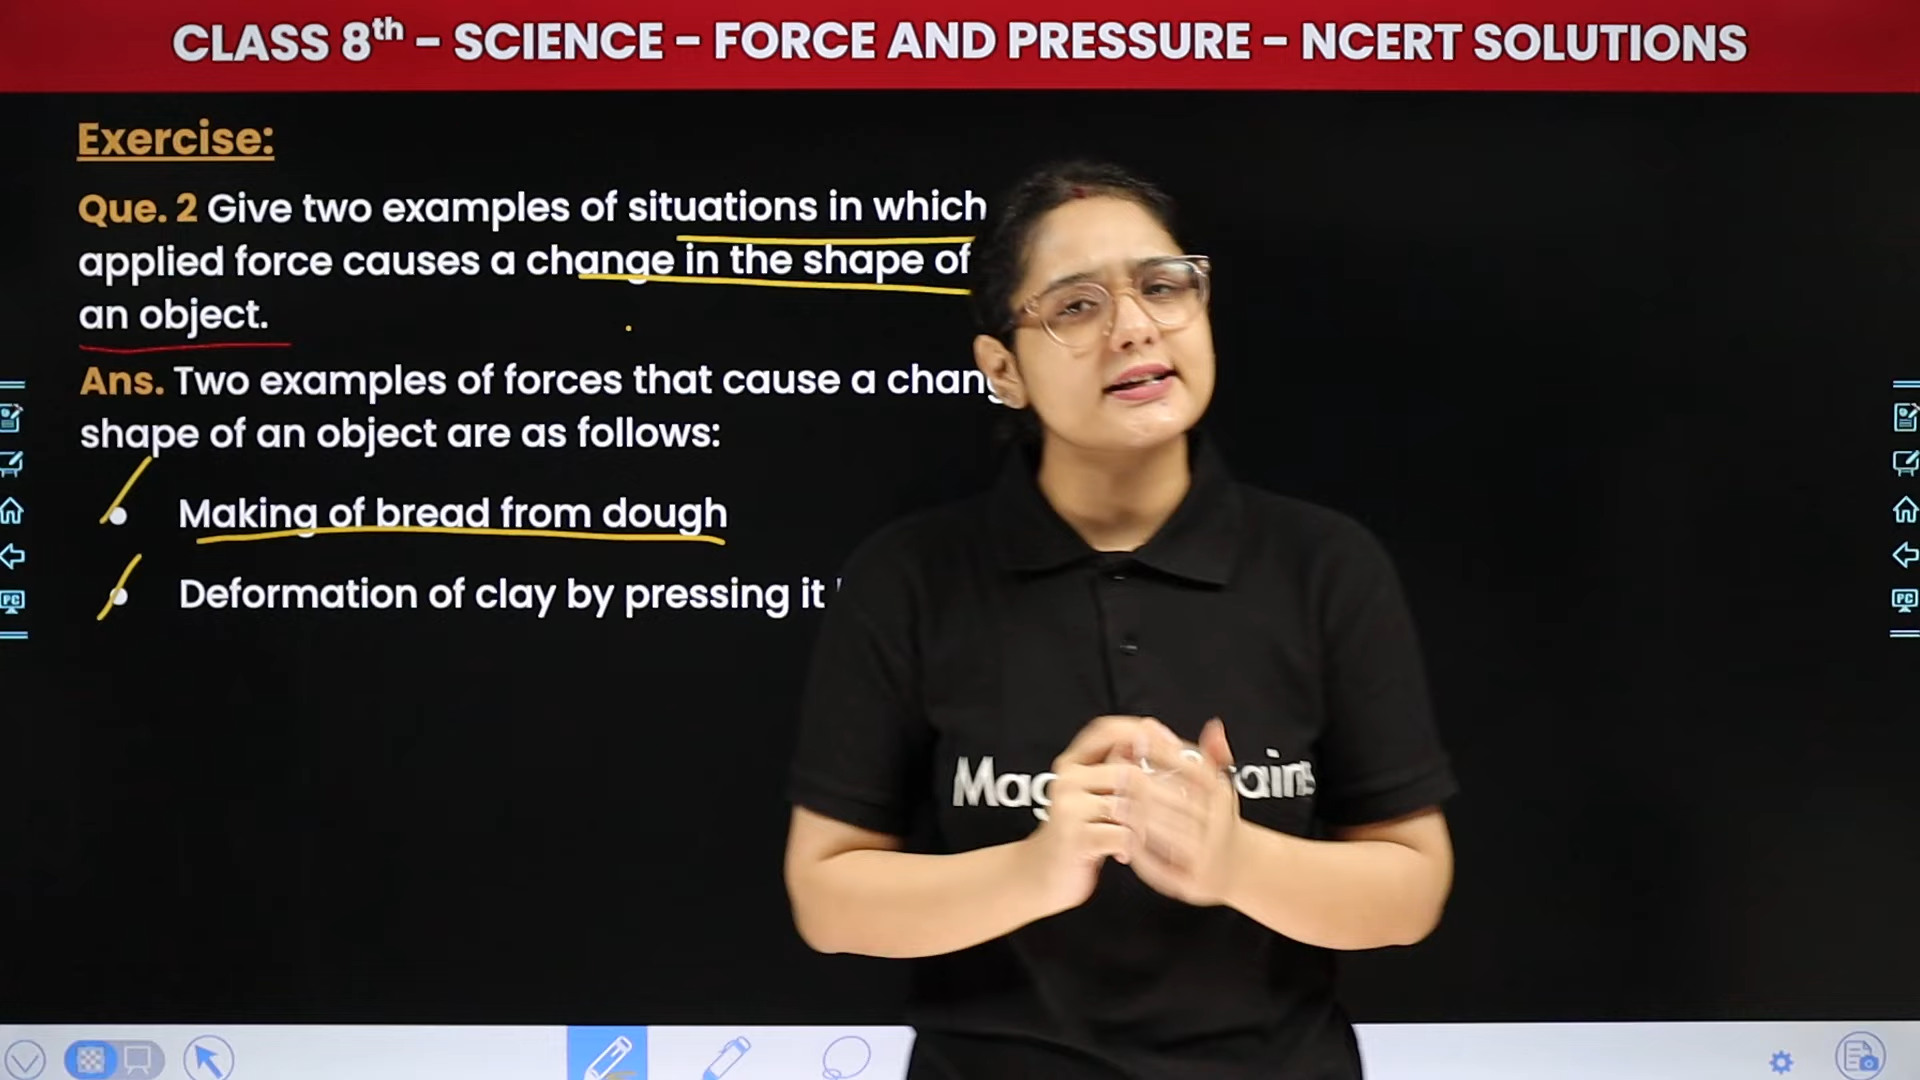 CLASS 8th – SCIENCE – FORCE AND PRESSURE – NCERT SOLUTIONS
Exercise:
Que. 2 Give two examples of situations in which
applied force causes a change in the shape of
an object.
Ans. Two examples of forces that cause a
shape of an object are as follows:
• Making of bread from dough
• Deformation of clay by pressing it
PC
PC